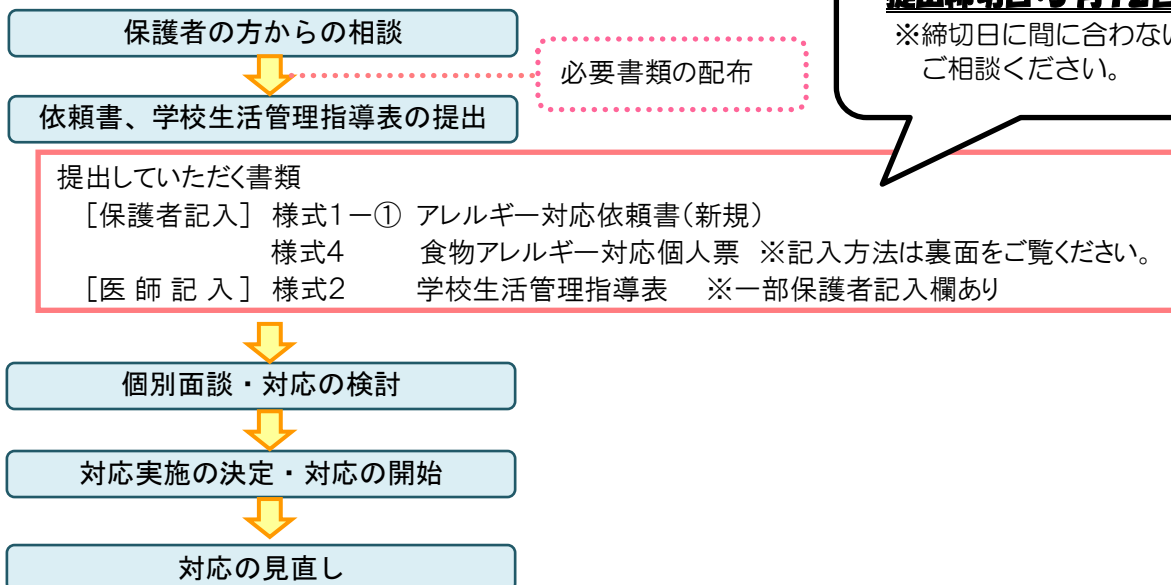 保護者の方からの相談
必要書類の配布
※締切日に間に合わな
ご相談ください。
依頼書、学校生活管理指導表の提出
提出していただく書類
［保護者記入］ 様式1－① アレルギー対応依頼書（新規）
様式4 食物アレルギー対応個人票 ※記入方法は裏面をご覧ください。
［医師記入］ 様式2 学校生活管理指導表 ※一部保護者記入欄あり
個別面談・対応の検討
対応実施の決定・対応の開始
対応の見直し